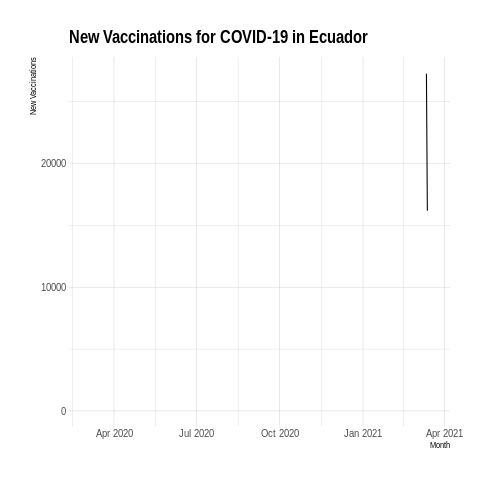 New Vaccinations for COVID-19 in Ecuador
New Vaccinations
20000
10000
0
Apr 2020 Jul 2020 Oct 2020 Jan 2021 Apr 2021
Month